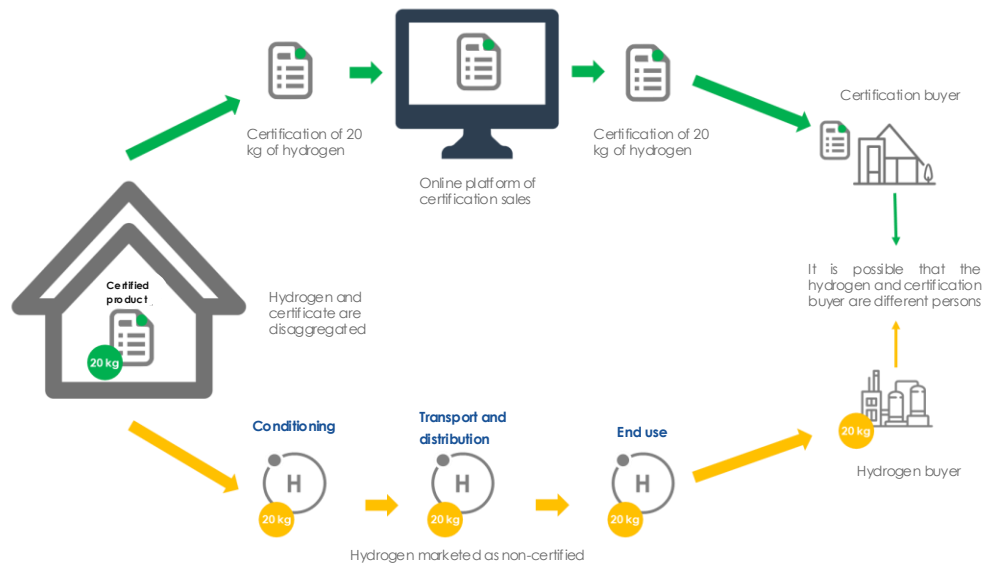 Certification buyer
Certification of 20
kg of hydrogen
Certification of 20
kg of hydrogen
Online platform of
certification sales
Certified
product
20 kg
Hydrogen and
certificate are
disaggregated
It is possible that the
hydrogen and certification
buyer are different persons
Conditioning
Transport and
distribution
End use
H
20 kg
H
20 kg
H
20 kg
20 kg
Hydrogen buyer
Hydrogen marketed as non-certified